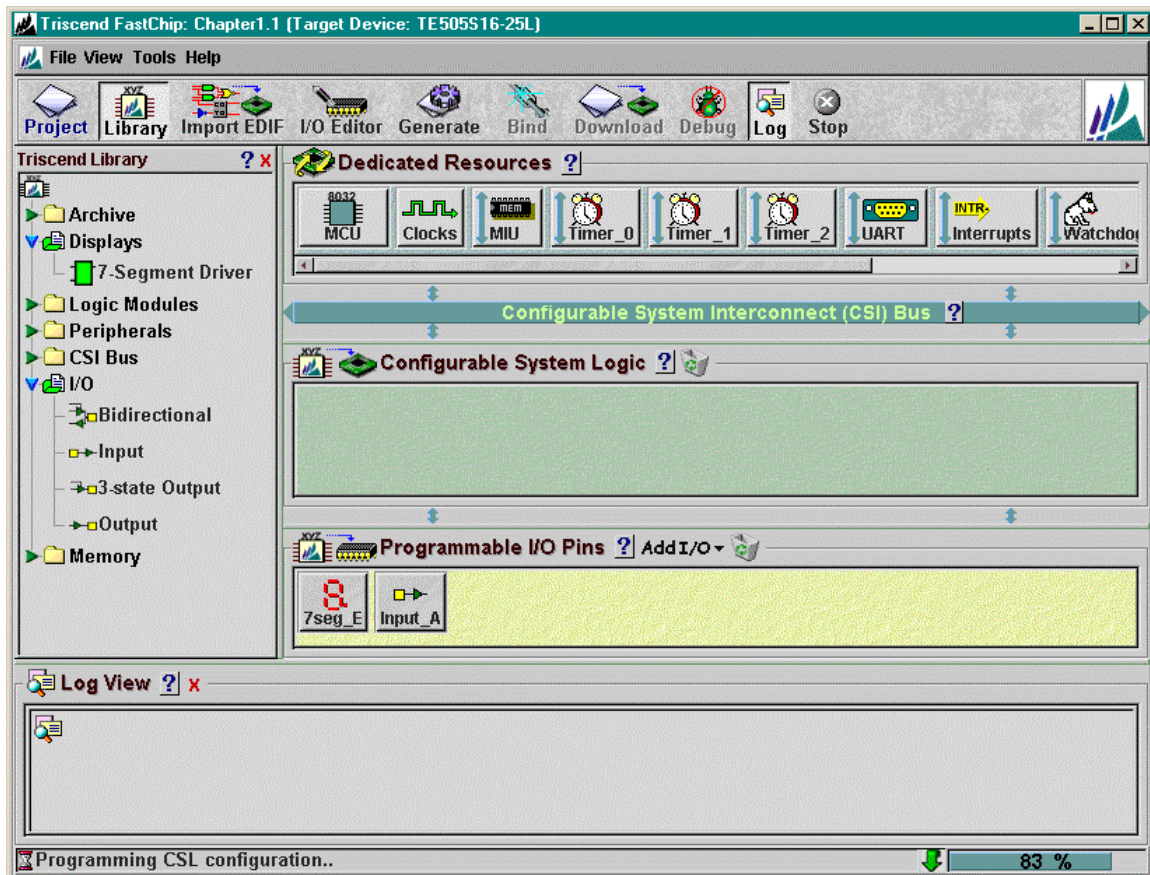 Triscend FastChip: Chapter1.1 (Target Device: TE505S16-25L)
File View Tools Help
Project Library Import EDIF I/O Editor Generate Bind Download Debug Log Stop
Triscend Library ? X
Archive
Displays
7-Segment Driver
Logic Modules
Peripherals
CSI Bus
I/O
Bidirectional
Input
3-state Output
Output
Memory
Dedicated Resources ?
8032 MCU
Clocks
MEM MIU
Timer_0
Timer_1
Timer_2
UART
INTR Interrupts
Watchdo
Configurable System Interconnect (CSI) Bus ?
XYZ Configurable System Logic ?
XYZ Programmable I/O Pins ? Add I/O
7seg_E Input_A
Log View ? X
Programming CSL configuration.. 83 %